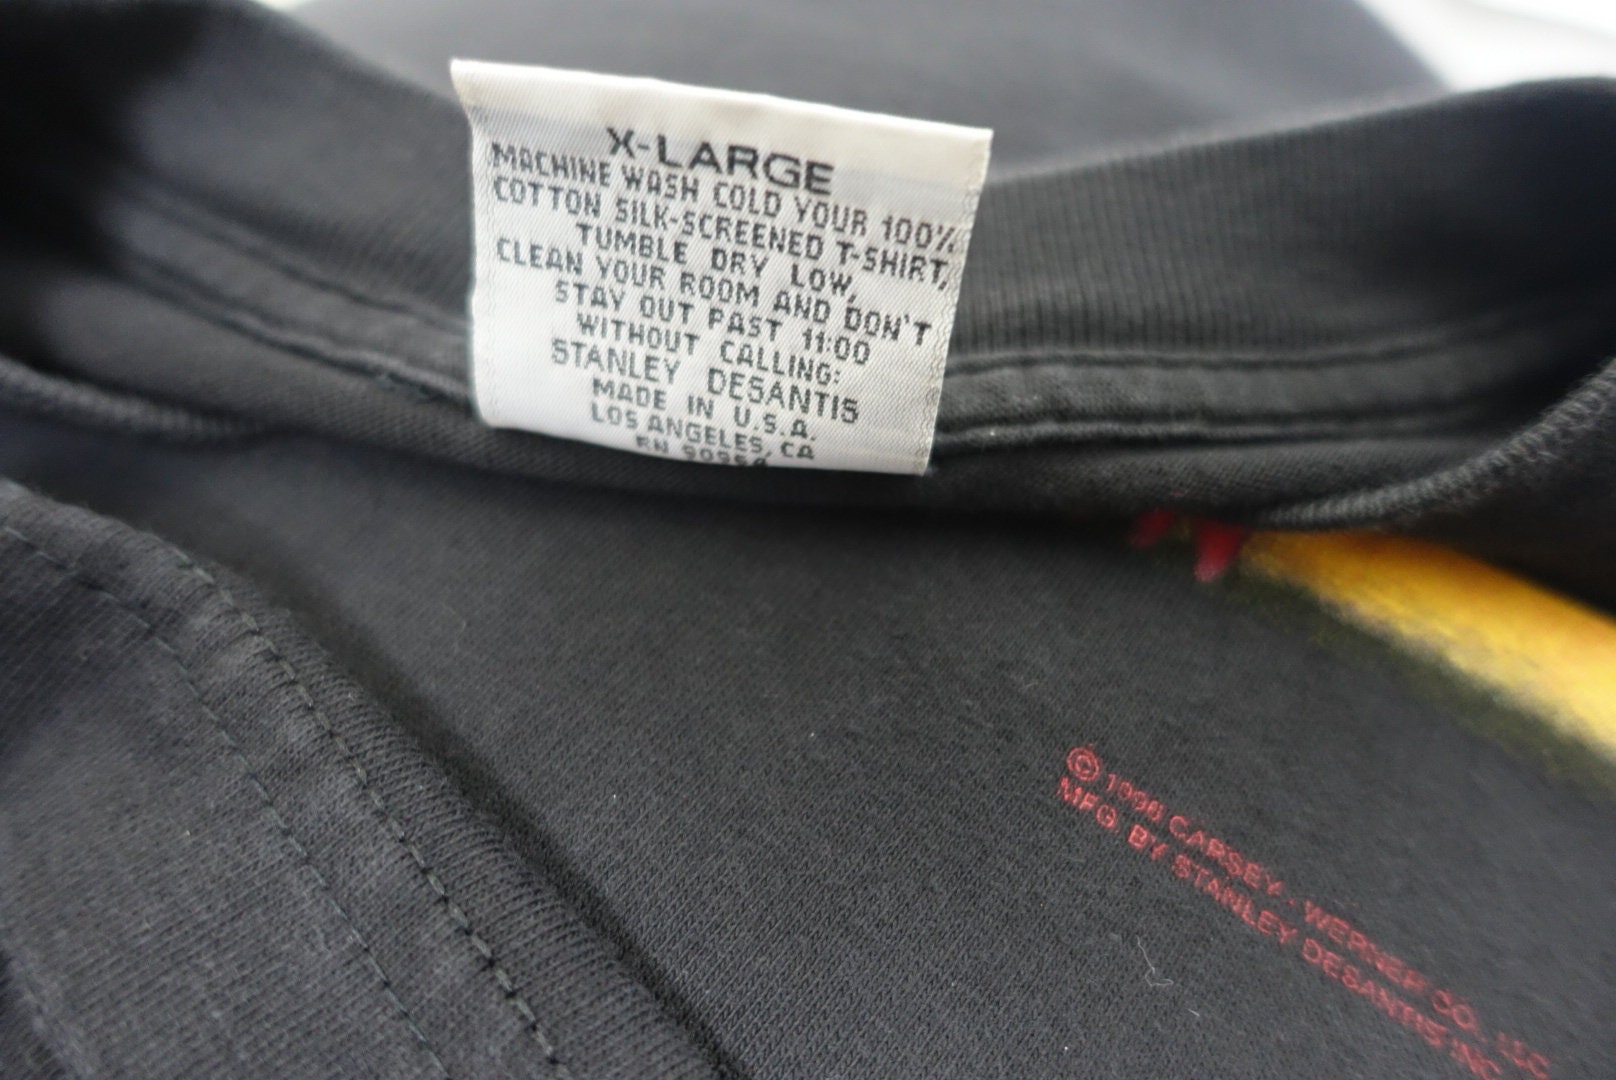 X-LARGE
MACHINE WASH COLD YOUR 100%
COTTON SILK-SCREENED T-SHIRT,
TUMBLE DRY LOW,
CLEAN YOUR ROOM AND DON'T
STAY OUT PAST 11:00
WITHOUT CALLING:
STANLEY DESANTIS
MADE IN U.S.A.
LOS ANGELES, CA
RN
© 1998 CARSEY-WERNER CO., LLC
MFG. BY STANLEY DESANTIS INC